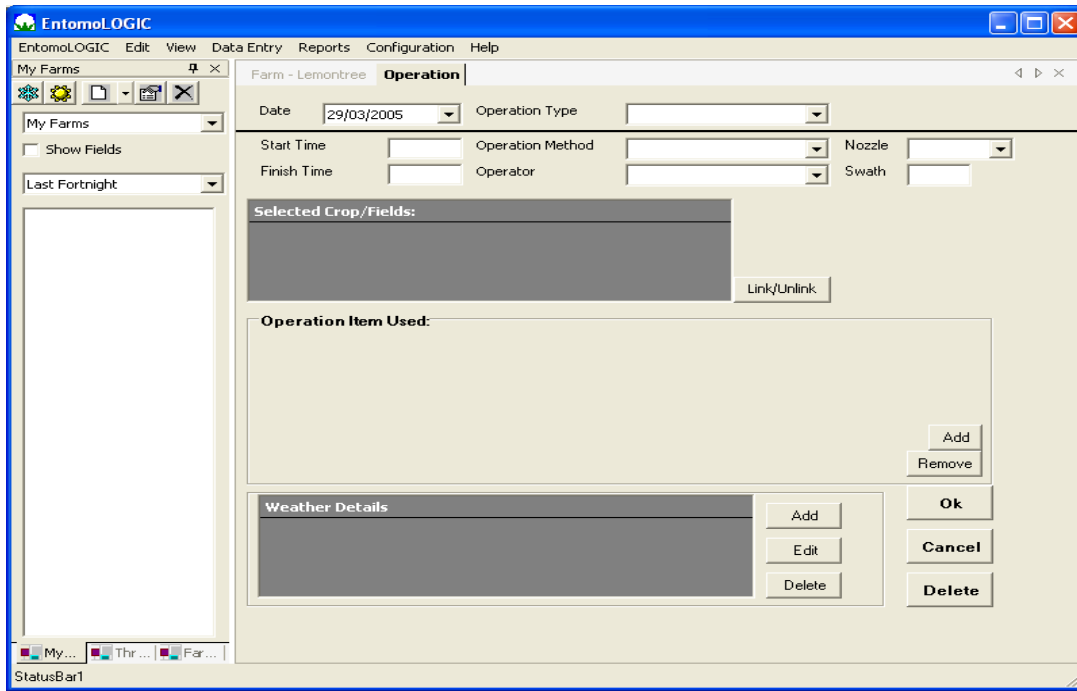 EntomoLOGIC
EntomoLOGIC Edit View Data Entry Reports Configuration Help
My Farms
Farm - Lemontree Operation
My Farms
Show Fields
Last Fortnight
Date 29/03/2005 Operation Type
Start Time Operation Method Nozzle
Finish Time Operator Swath
Selected Crop/Fields:
Link/Unlink
Operation Item Used:
Add
Remove
Weather Details
Add
Edit
Delete
Ok
Cancel
Delete
My... Thr... Far...
StatusBar1